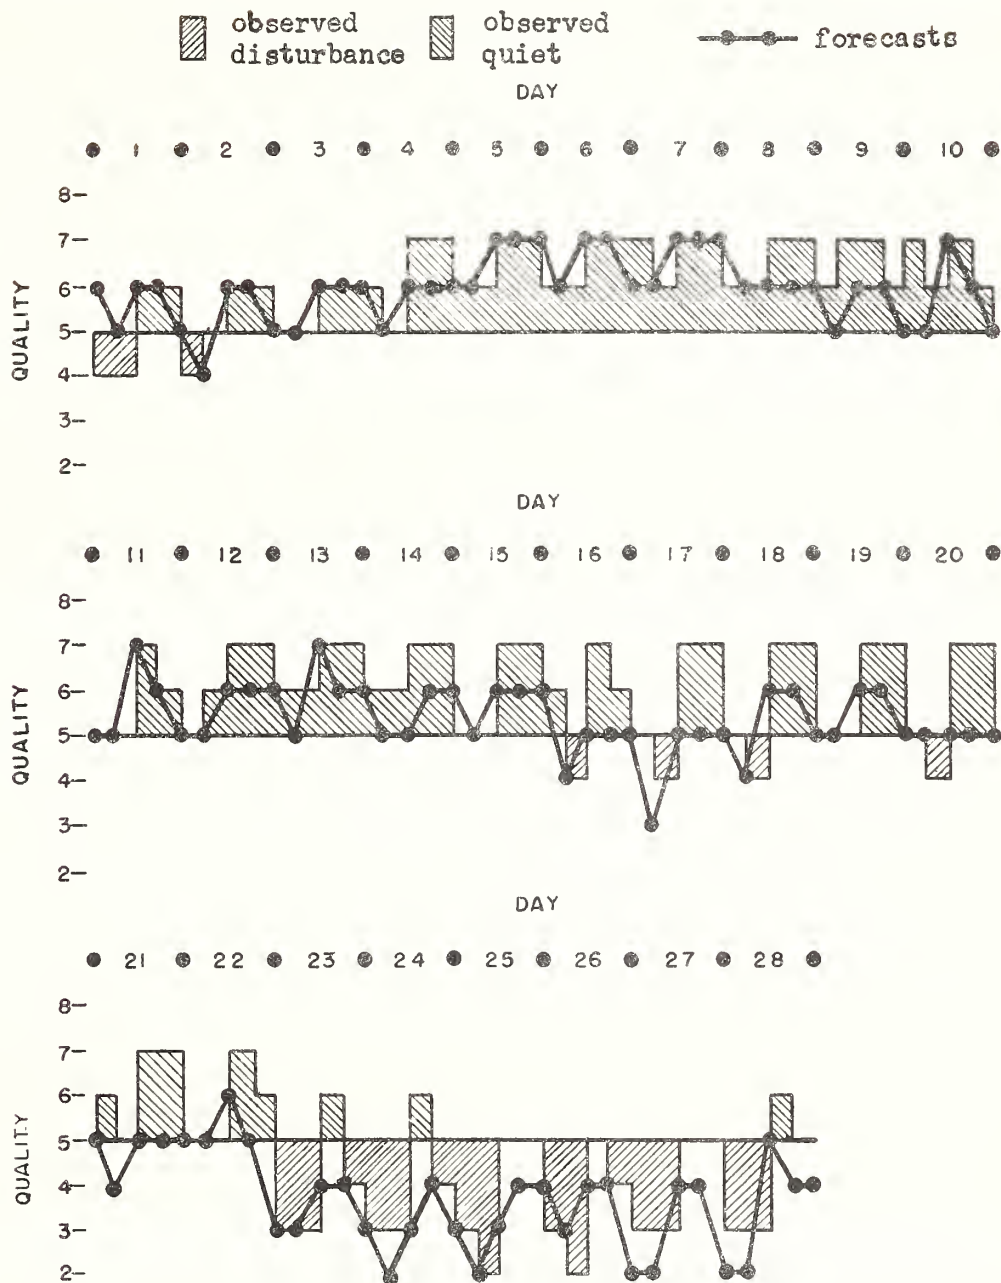 observed disturbance
observed quiet
forecasts
DAY
1 2 3 4 5 6 7 8 9 10
8
7
6
5
4
3
2
QUALITY
DAY
11 12 13 14 15 16 17 18 19 20
8
7
6
5
4
3
2
QUALITY
DAY
21 22 23 24 25 26 27 28
8
7
6
5
4
3
2
QUALITY